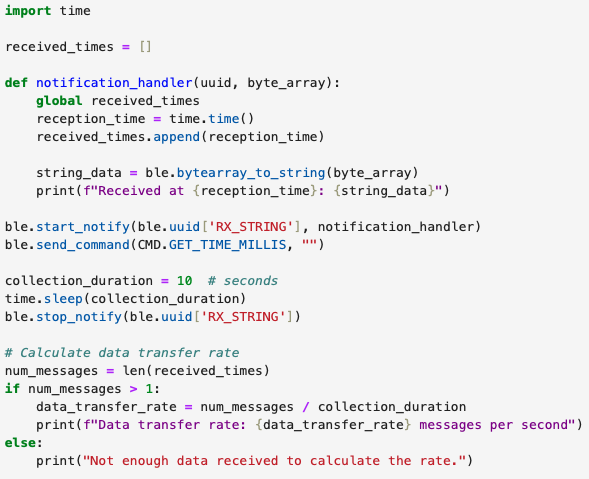 import time

received_times = []

def notification_handler(uuid, byte_array):
    global received_times
    reception_time = time.time()
    received_times.append(reception_time)

    string_data = ble.bytearray_to_string(byte_array)
    print(f"Received at {reception_time}: {string_data}")

ble.start_notify(ble.uuid['RX_STRING'], notification_handler)
ble.send_command(CMD.GET_TIME_MILLIS, "")

collection_duration = 10  # seconds
time.sleep(collection_duration)
ble.stop_notify(ble.uuid['RX_STRING'])

# Calculate data transfer rate
num_messages = len(received_times)
if num_messages > 1:
    data_transfer_rate = num_messages / collection_duration
    print(f"Data transfer rate: {data_transfer_rate} messages per second")
else:
    print("Not enough data received to calculate the rate.")